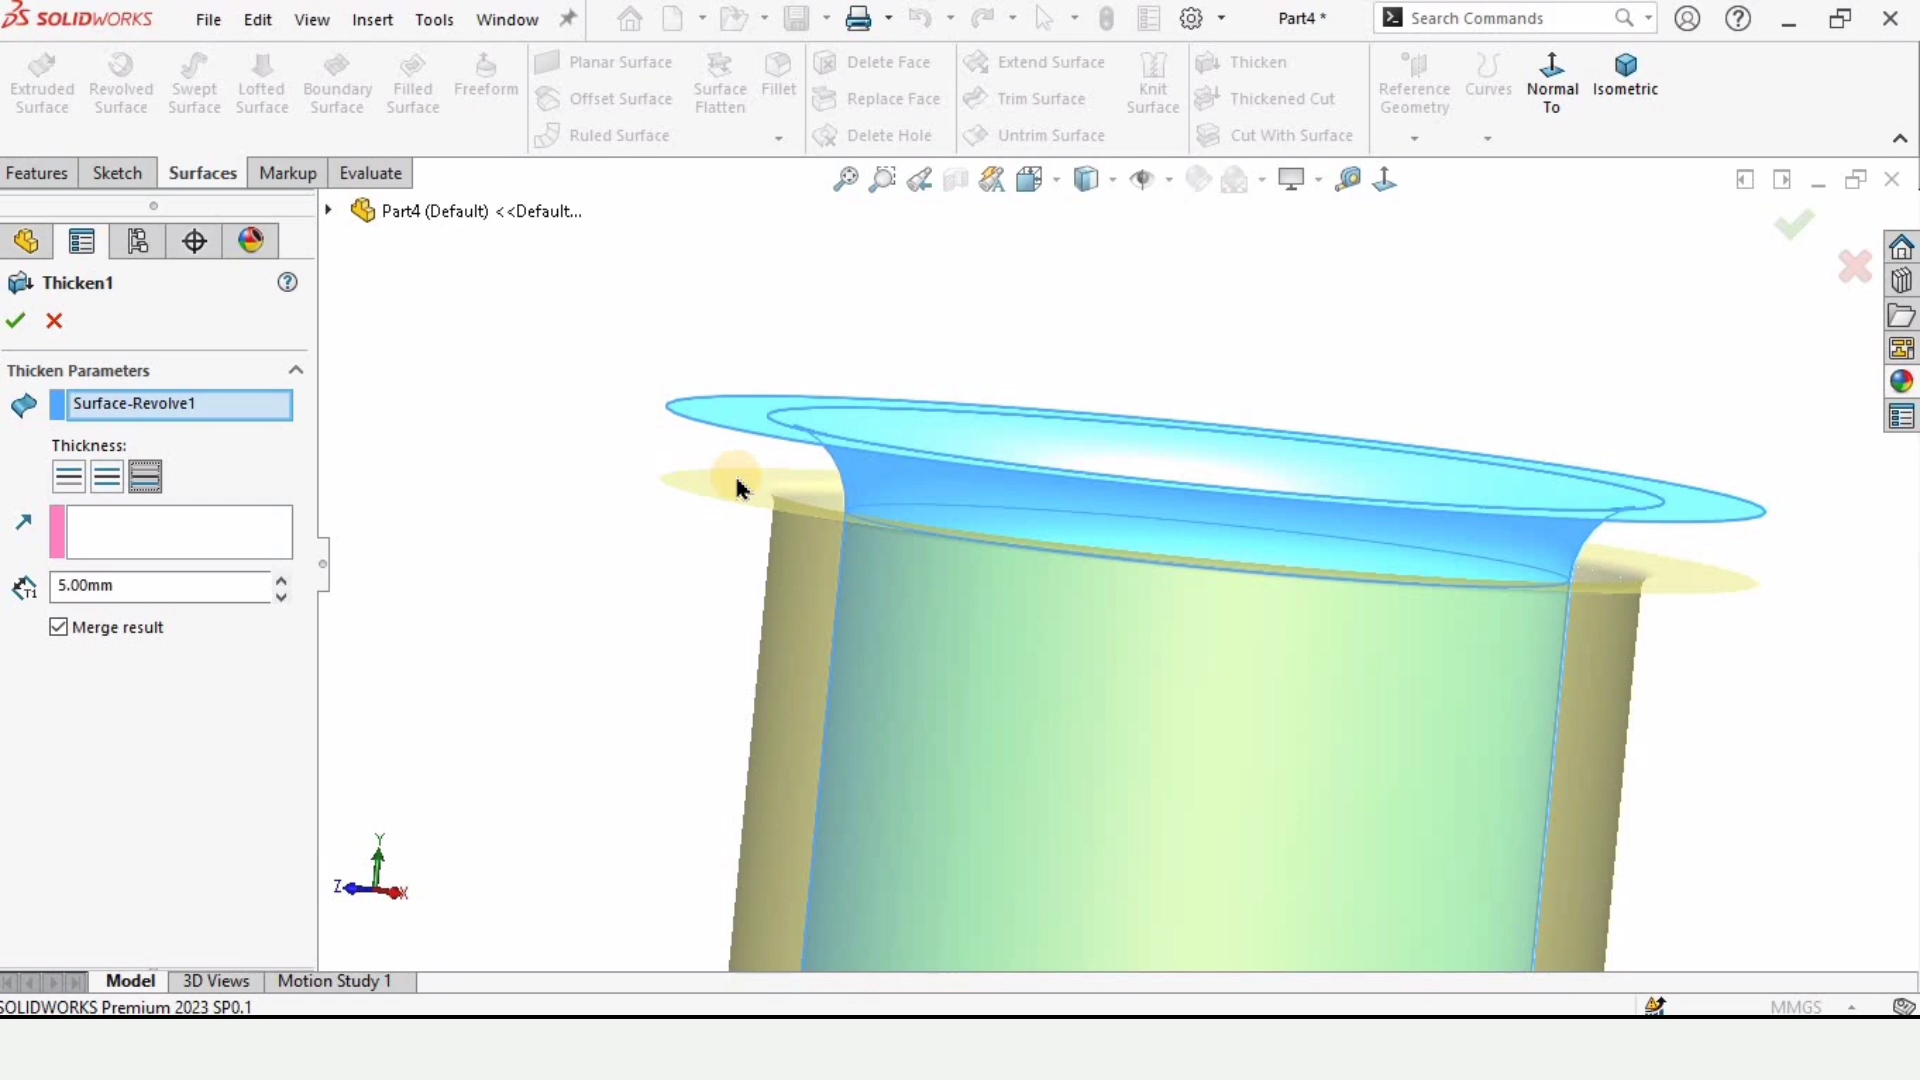 SOLIDWORKS
File Edit View Insert Tools Window
Part4 *
Search Commands
Extruded Surface
Revolved Surface
Swept Surface
Lofted Surface
Boundary Surface
Filled Surface
Freeform
Planar Surface
Offset Surface
Ruled Surface
Surface Flatten
Fillet
Delete Face
Replace Face
Delete Hole
Extend Surface
Trim Surface
Untrim Surface
Knit Surface
Thicken
Thickened Cut
Cut With Surface
Reference Geometry
Curves
Normal To
Isometric
Features Sketch Surfaces Markup Evaluate
Part4 (Default) <<Default...
Thicken1
Thicken Parameters
Surface-Revolve1
Thickness:
T1
5.00mm
Merge result
Y
Z
X
Model 3D Views Motion Study 1
SOLIDWORKS Premium 2023 SP0.1
MMGS